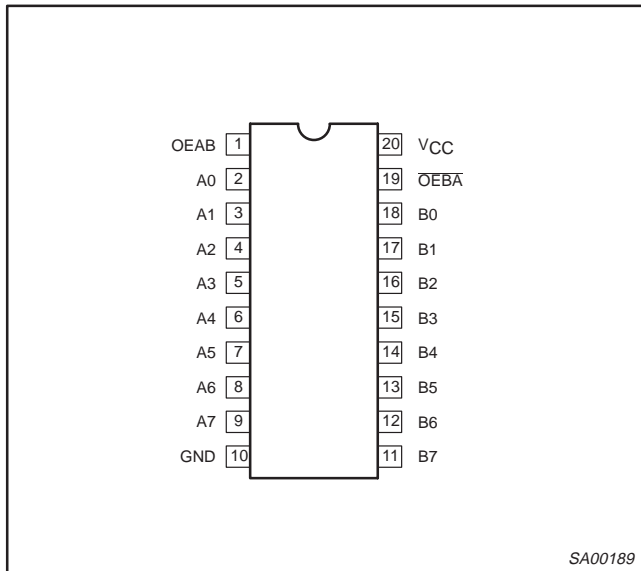 OEAB 1 20 VCC
A0 2 19 O̅E̅B̅A̅
A1 3 18 B0
A2 4 17 B1
A3 5 16 B2
A4 6 15 B3
A5 7 14 B4
A6 8 13 B5
A7 9 12 B6
GND 10 11 B7
SA00189